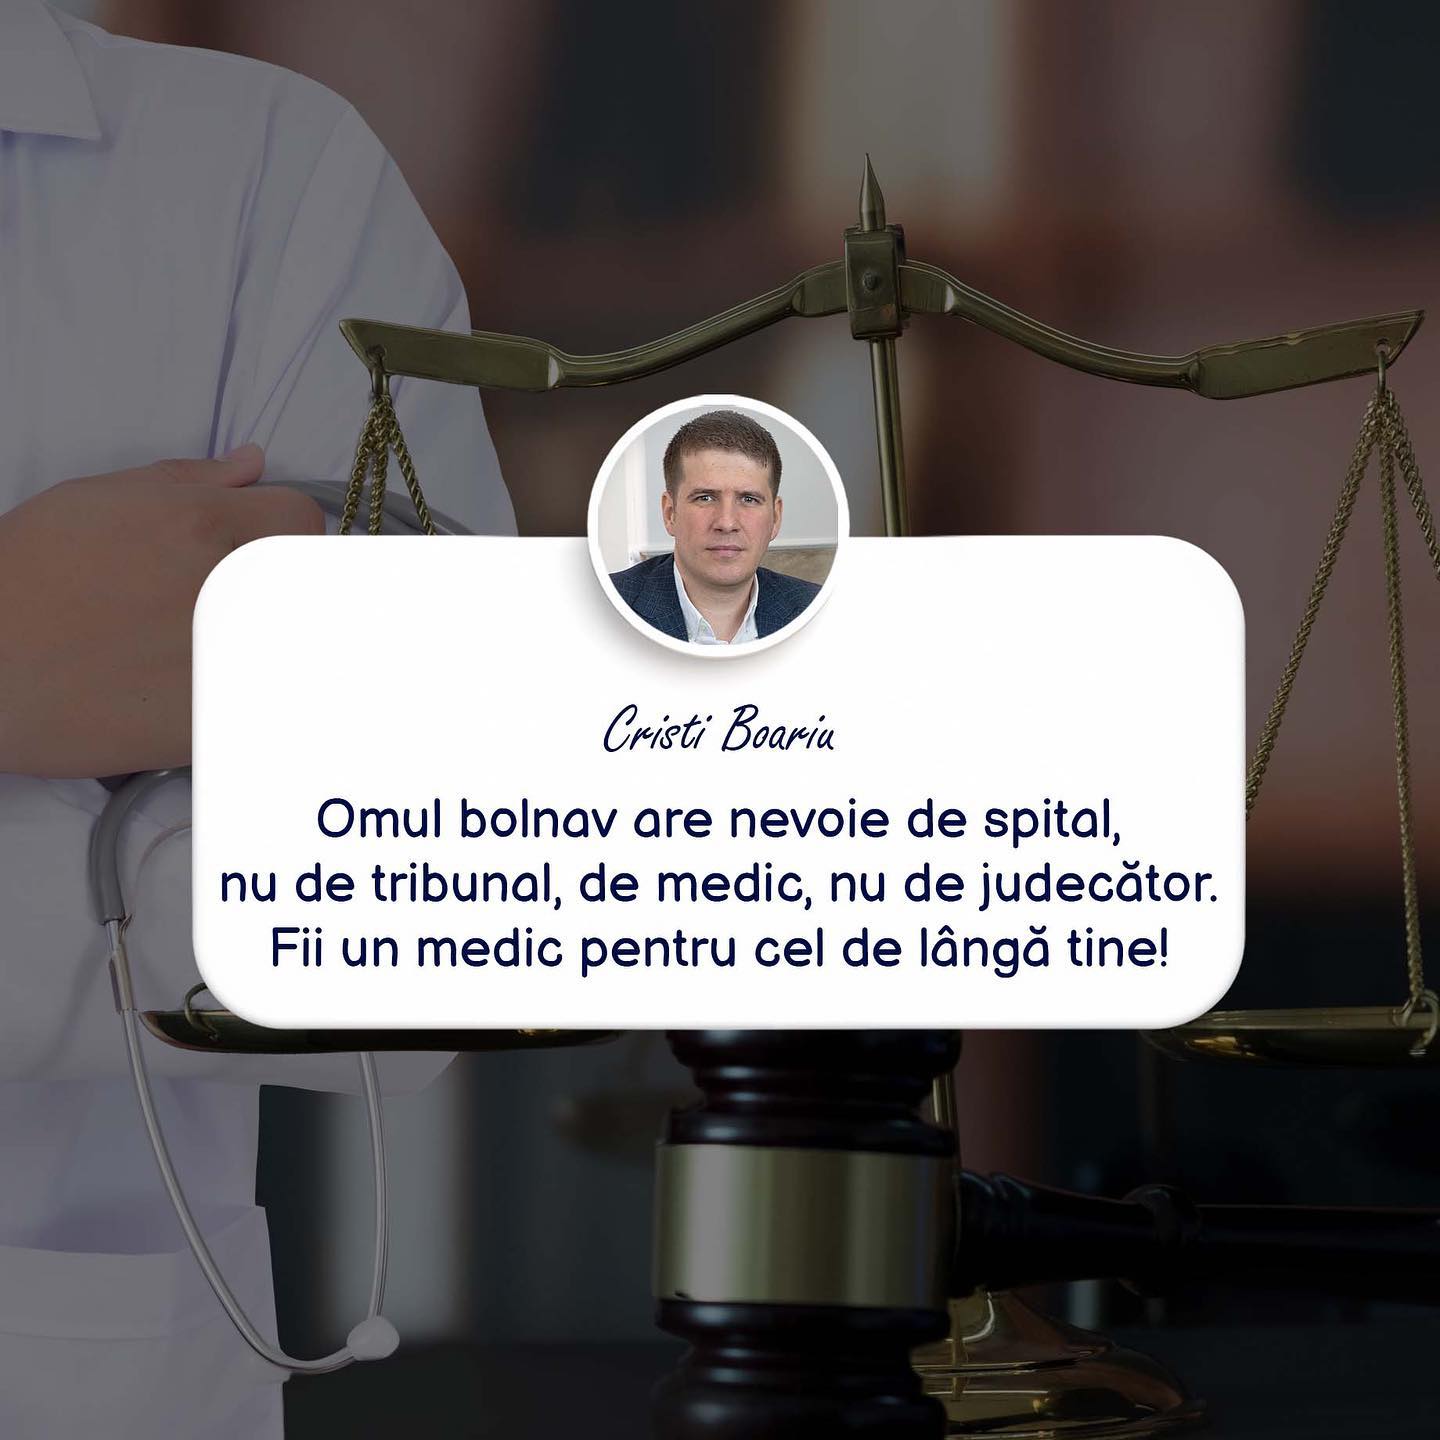 Cristi Boariu
Omul bolnav are nevoie de spital,
nu de tribunal, de medic, nu de judecător.
Fii un medic pentru cel de lângă tine!